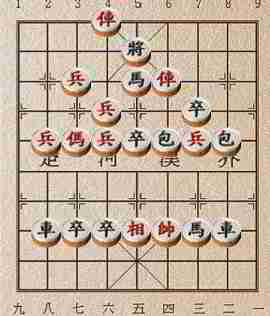 1 2 3 4 5 6 7 8 9
俥
將
兵 馬 俥
兵 卒
兵 傌 兵 卒 包 兵 包
楚 河 漢 界
車 卒 卒 相 帥 馬 車
九 八 七 六 五 四 三 二 一